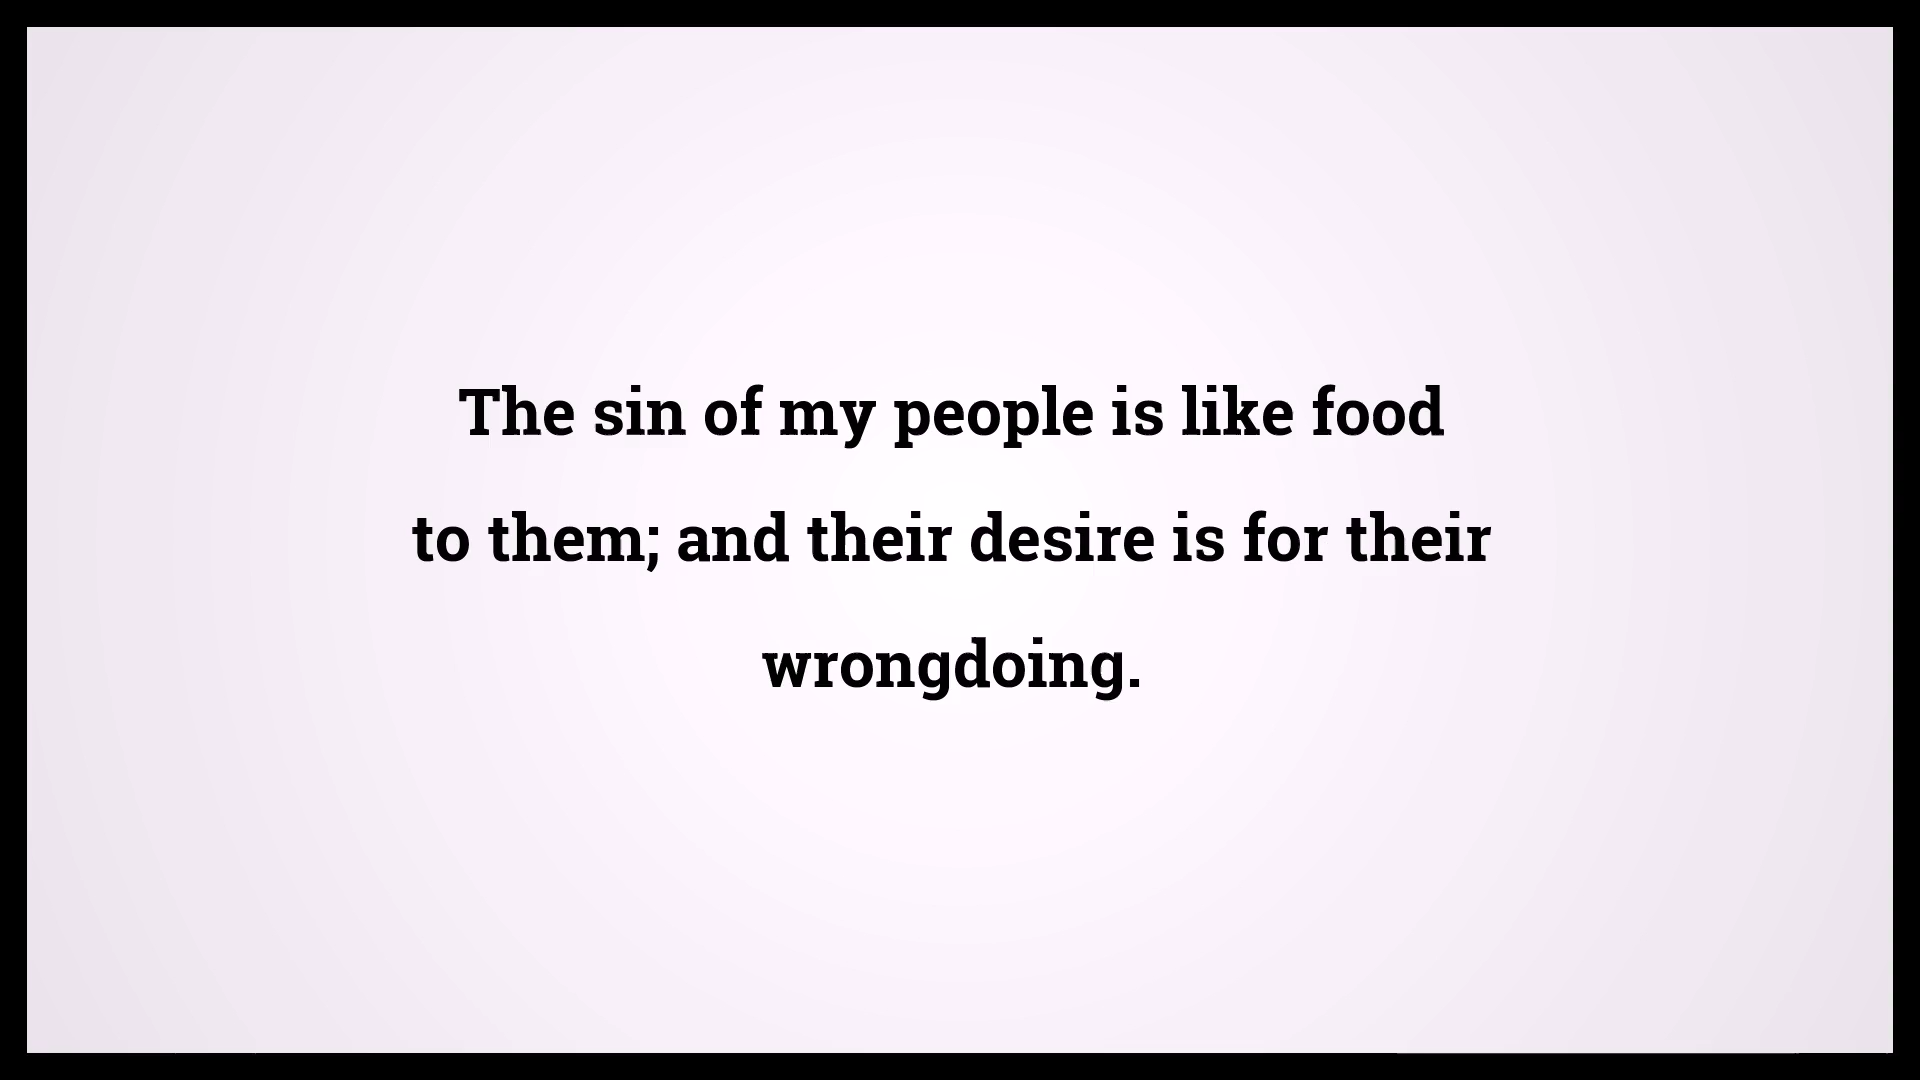 The sin of my people is like food
to them; and their desire is for their
wrongdoing.